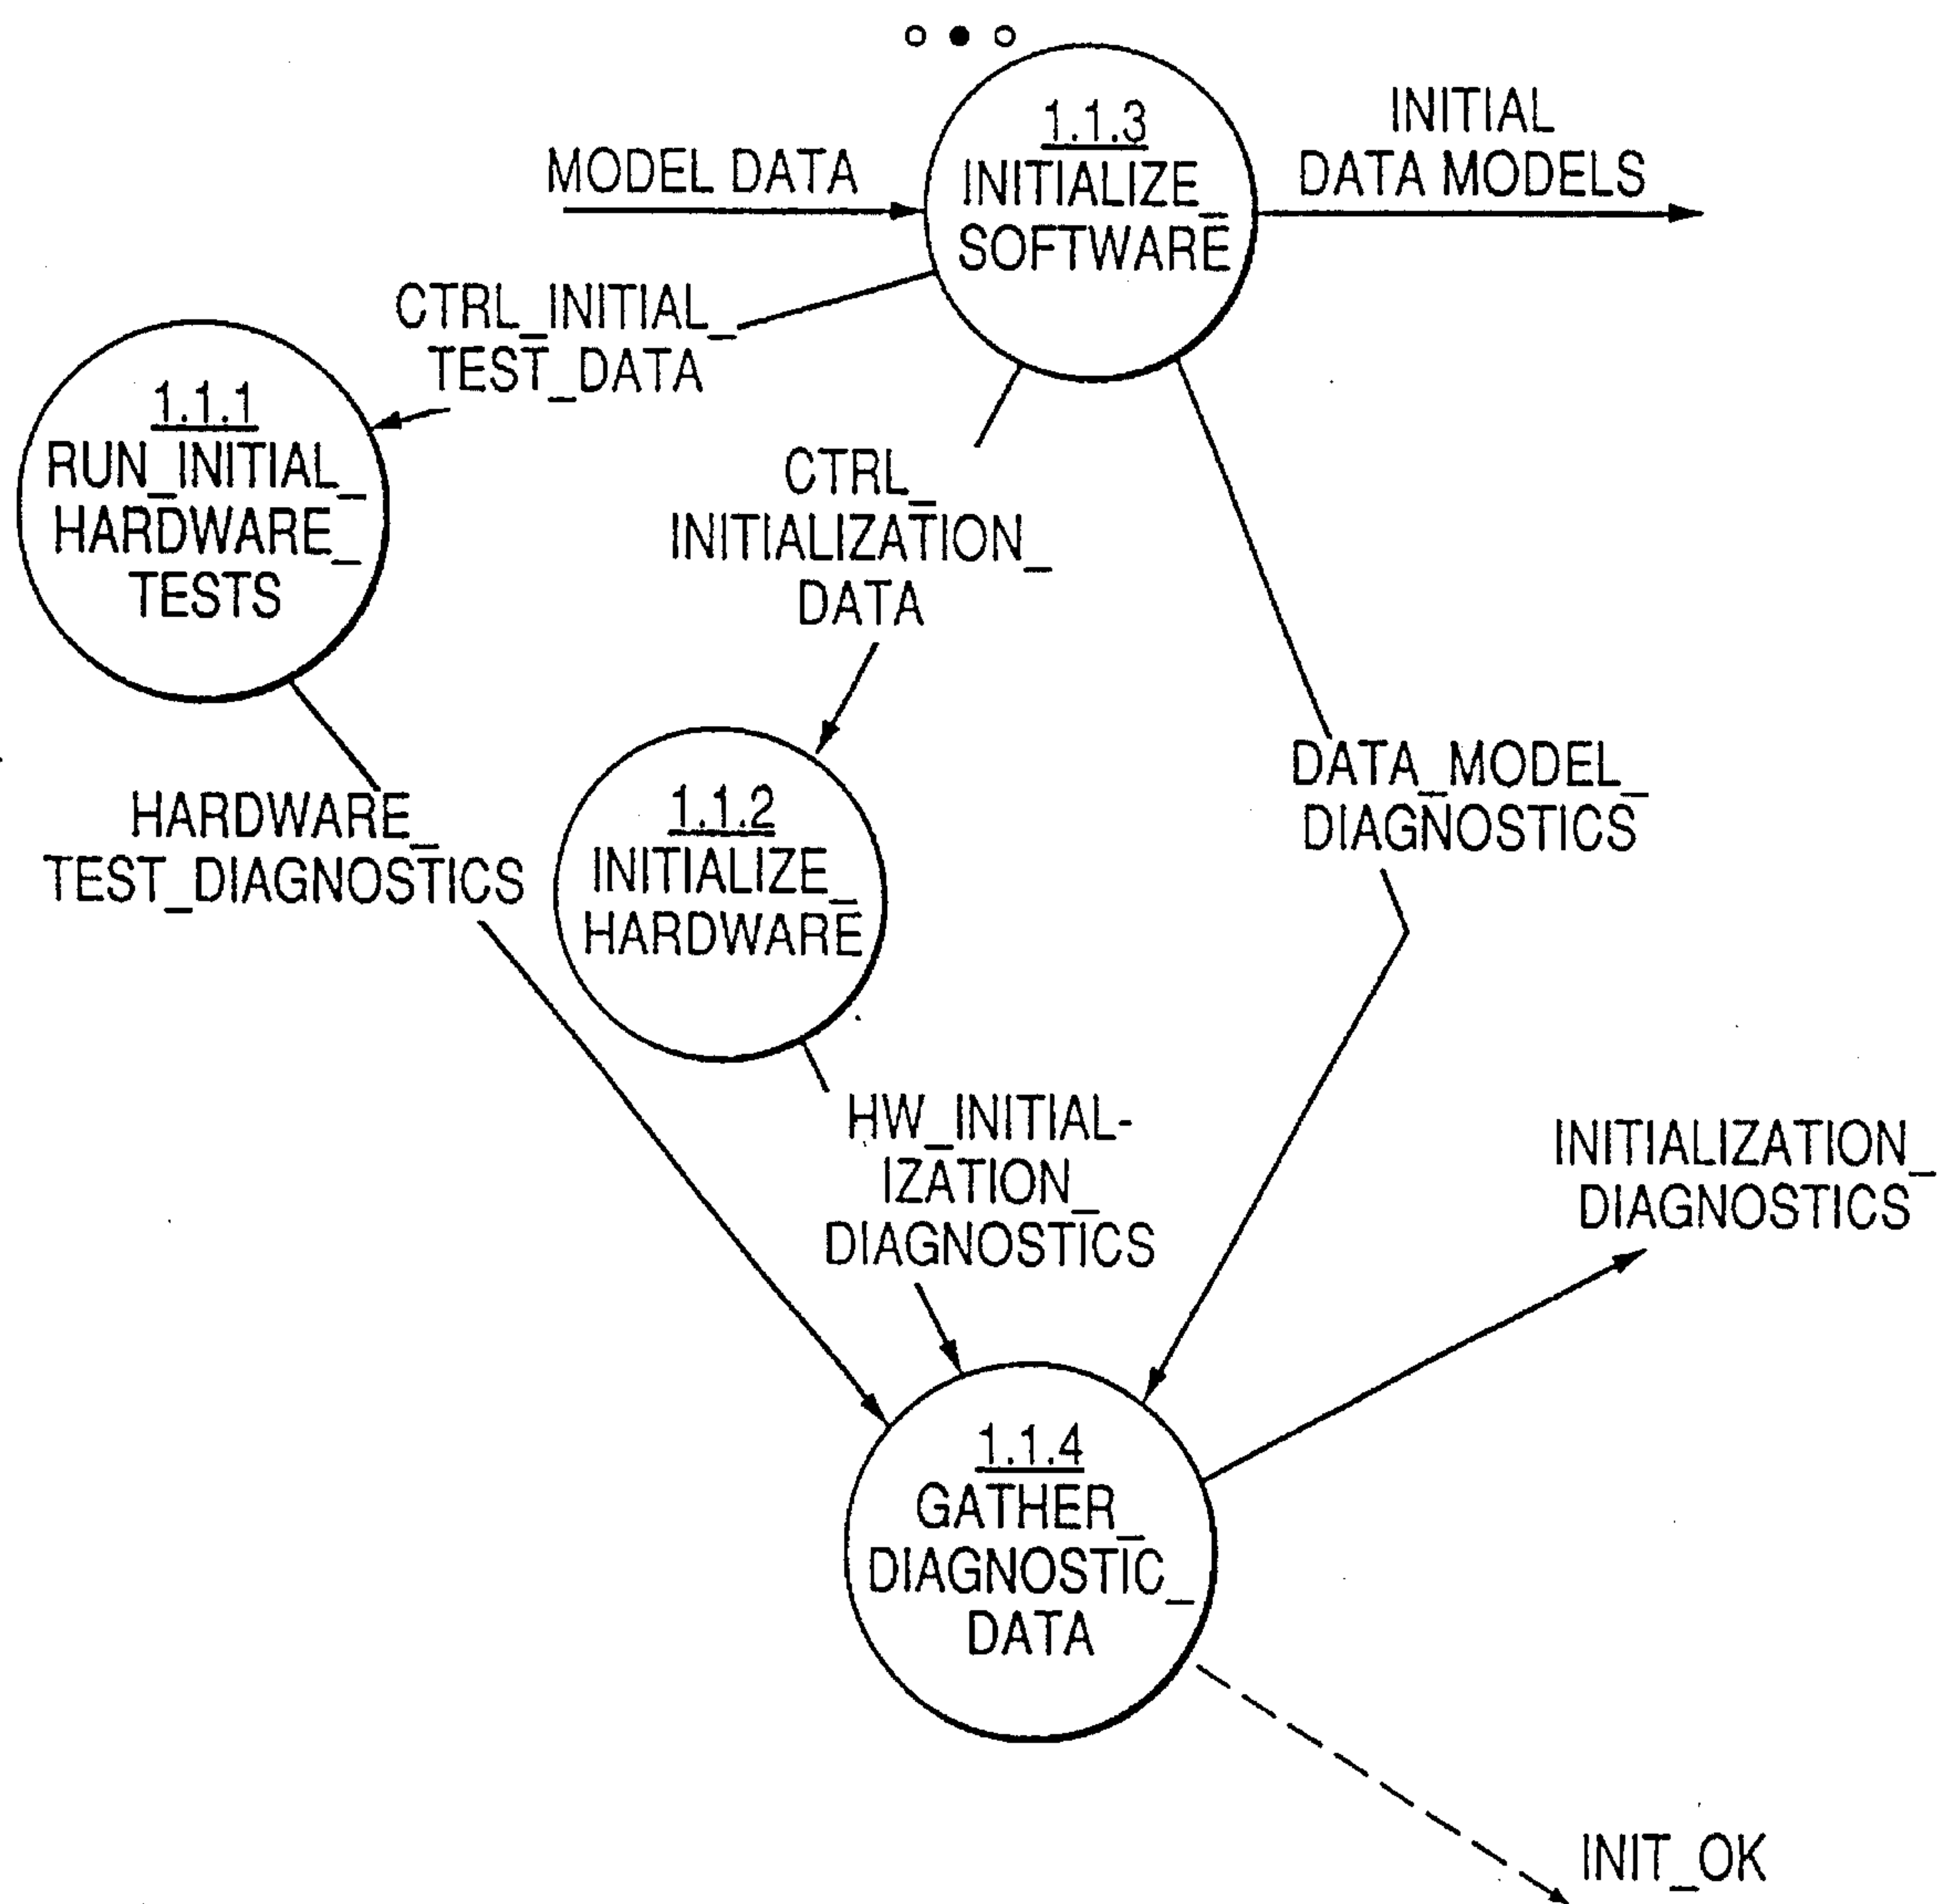 1.1.3
INITIALIZE_
SOFTWARE
MODEL DATA
INITIAL
DATA MODELS
CTRL_INITIAL_
TEST_DATA
1.1.1
RUN_INITIAL_
HARDWARE_
TESTS
CTRL_
INITIALIZATION_
DATA
HARDWARE_
TEST_DIAGNOSTICS
1.1.2
INITIALIZE_
HARDWARE
DATA_MODEL_
DIAGNOSTICS
HW_INITIAL-
IZATION_
DIAGNOSTICS
INITIALIZATION_
DIAGNOSTICS
1.1.4
GATHER_
DIAGNOSTIC_
DATA
INIT_OK